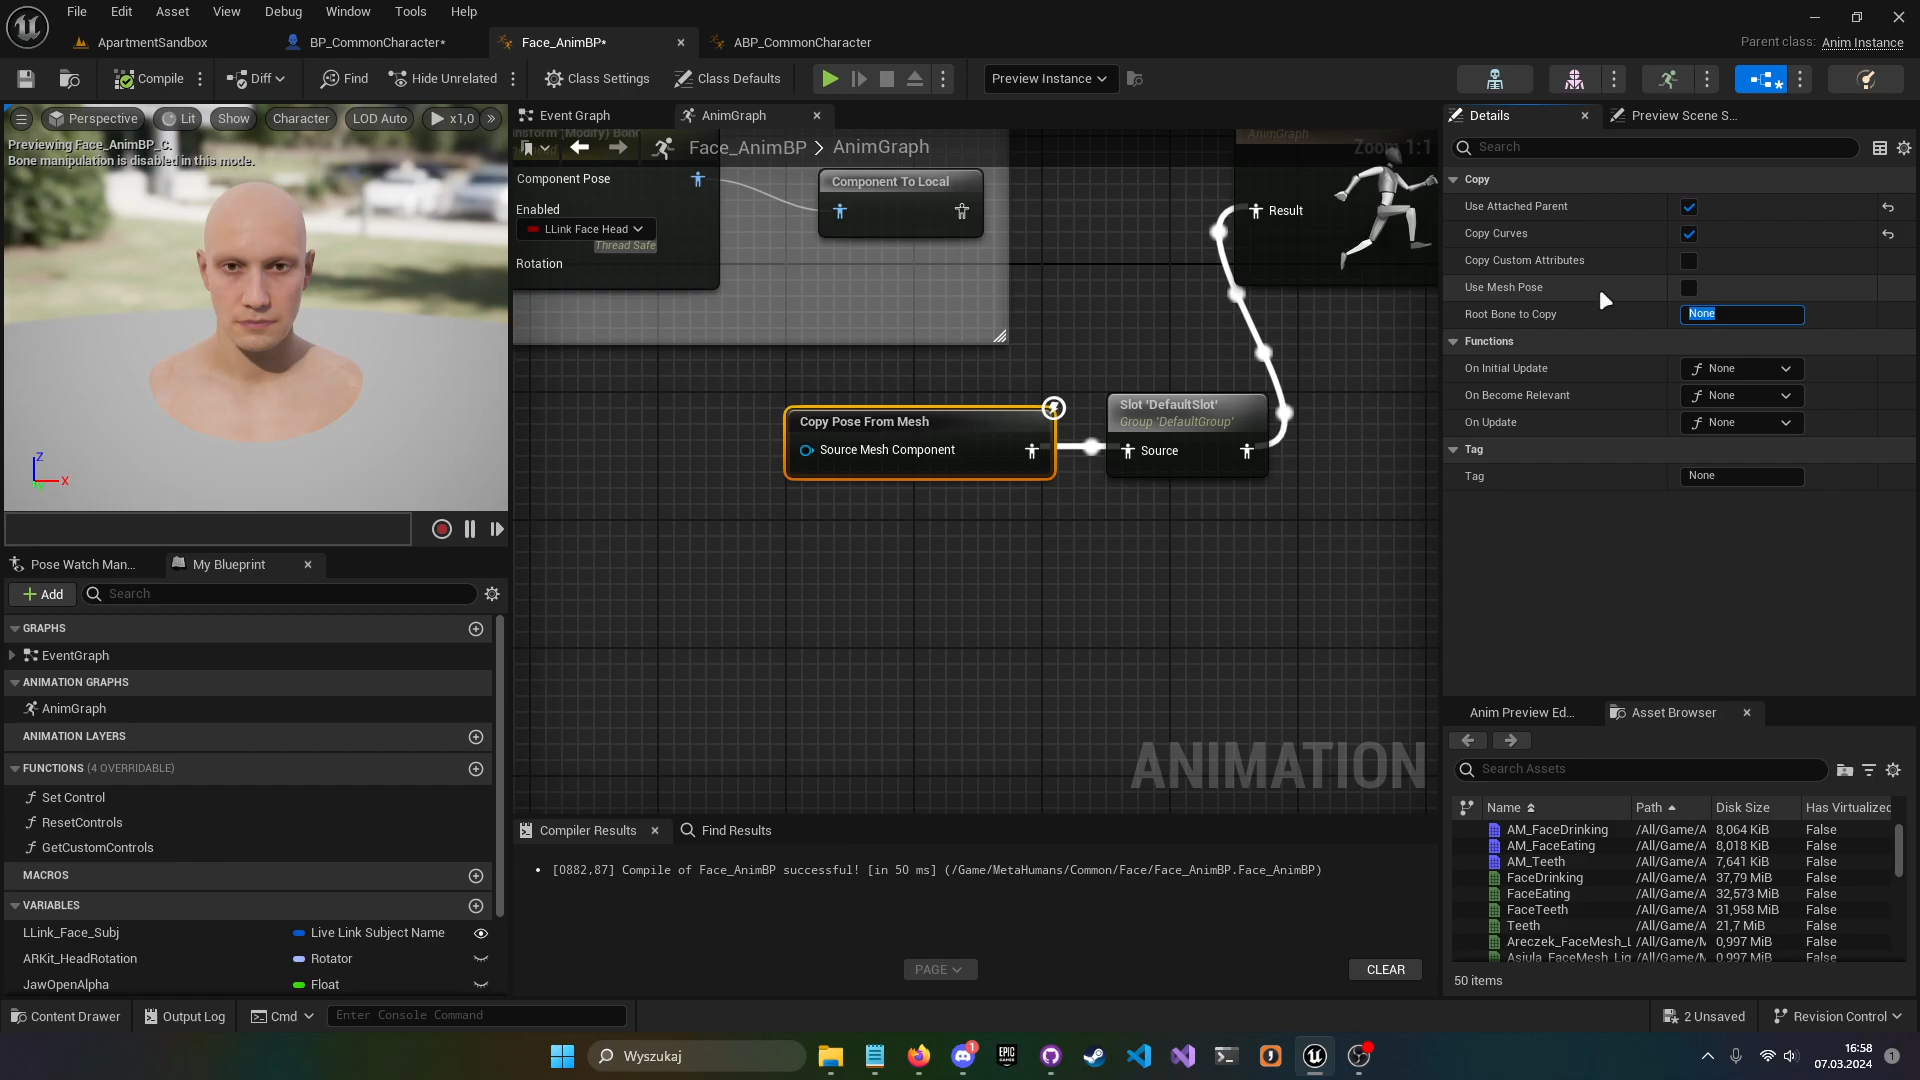 File Edit Asset View Debug Window Tools Help
ApartmentSandbox BP_CommonCharacter* Face_AnimBP* ABP_CommonCharacter Parent class: Anim Instance
Compile Diff Find Hide Unrelated Class Settings Class Defaults Preview Instance
Perspective Lit Show Character LOD Auto x1,0
Previewing Face_AnimBP_C.
Bone manipulation is disabled in this mode.
Z
X
Event Graph AnimGraph
Face_AnimBP > AnimGraph
Zoom 1:1
AnimGraph
Component Pose
Enabled
LLink Face Head
Thread Safe
Rotation
Component To Local
Result
Copy Pose From Mesh
Source Mesh Component
Slot 'DefaultSlot'
Group 'DefaultGroup'
Source
ANIMATION
Details Preview Scene S...
Search
Copy
Use Attached Parent
Copy Curves
Copy Custom Attributes
Use Mesh Pose
Root Bone to Copy None
Functions
On Initial Update None
On Become Relevant None
On Update None
Tag
Tag None
Pose Watch Man... My Blueprint
Add Search
GRAPHS
EventGraph
ANIMATION GRAPHS
AnimGraph
ANIMATION LAYERS
FUNCTIONS (4 OVERRIDABLE)
Set Control
ResetControls
GetCustomControls
MACROS
VARIABLES
LLink_Face_Subj Live Link Subject Name
ARKit_HeadRotation Rotator
JawOpenAlpha Float
Compiler Results Find Results
[0882,87] Compile of Face_AnimBP successful! [in 50 ms] (/Game/MetaHumans/Common/Face/Face_AnimBP.Face_AnimBP)
PAGE CLEAR
Anim Preview Ed... Asset Browser
Search Assets
Name Path Disk Size Has Virtualized
AM_FaceDrinking /All/Game/A 8,064 KiB False
AM_FaceEating /All/Game/A 8,018 KiB False
AM_Teeth /All/Game/A 7,641 KiB False
FaceDrinking /All/Game/A 37,79 MiB False
FaceEating /All/Game/A 32,573 MiB False
FaceTeeth /All/Game/A 31,958 MiB False
Teeth /All/Game/A 21,7 MiB False
Areczek_FaceMesh_L /All/Game/M 0,997 MiB False
Asiula_FaceMesh_Lig /All/Game/M 0,997 MiB False
50 items
Content Drawer Output Log Cmd Enter Console Command 2 Unsaved Revision Control
Wyszukaj 1 EPIC GAMES 16:58
07.03.2024 1